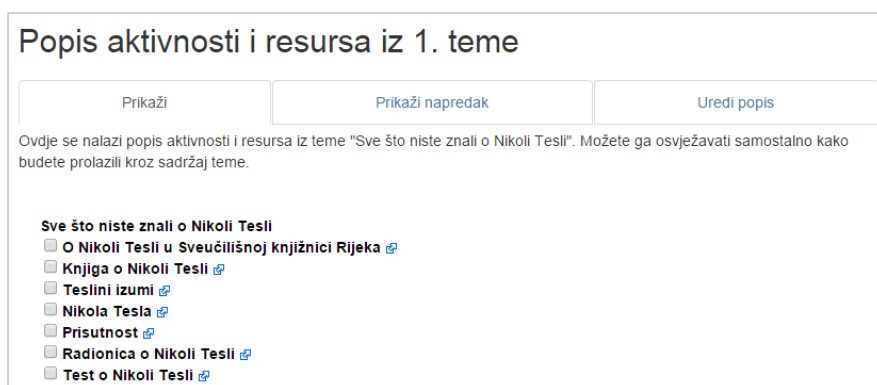 Popis aktivnosti i resursa iz 1. teme
Prikaži
Prikaži napredak
Uredi popis
Ovdje se nalazi popis aktivnosti i resursa iz teme "Sve što niste znali o Nikoli Tesli". Možete ga osvježavati samostalno kako
budete prolazili kroz sadržaj teme.
Sve što niste znali o Nikoli Tesli
O Nikoli Tesli u Sveučilišnoj knjižnici Rijeka
Knjiga o Nikoli Tesli
Teslini izumi
Nikola Tesla
Prisutnost
Radionica o Nikoli Tesli
Test o Nikoli Tesli